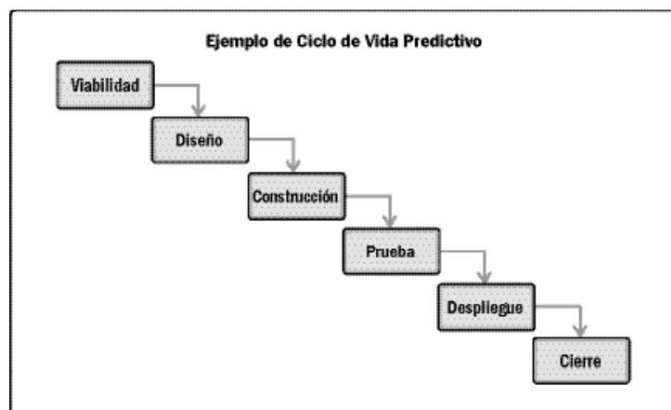 Ejemplo de Ciclo de Vida Predictivo
Viabilidad
Diseño
Construcción
Prueba
Despliegue
Cierre